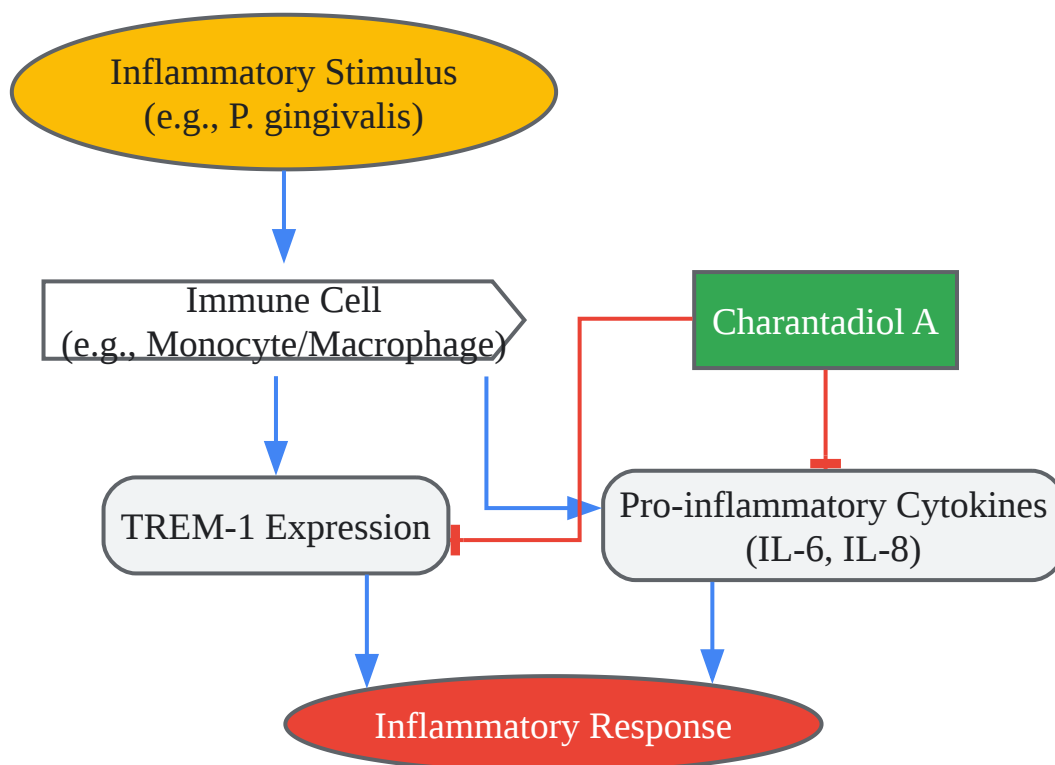 Inflammatory Stimulus
(e.g., P. gingivalis)
Immune Cell
(e.g., Monocyte/Macrophage)
Charantadiol A
TREM-1 Expression
Pro-inflammatory Cytokines
(IL-6, IL-8)
Inflammatory Response